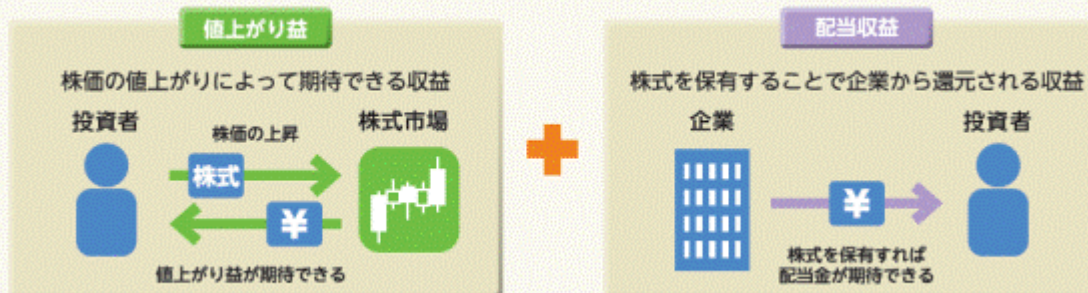 値上がり益
株価の値上がりによって期待できる収益
投資者
株価の上昇
株式市場
株式
¥
値上がり益が期待できる
配当収益
株式を保有することで企業から還元される収益
企業
投資者
¥
株式を保有すれば
配当金が期待できる